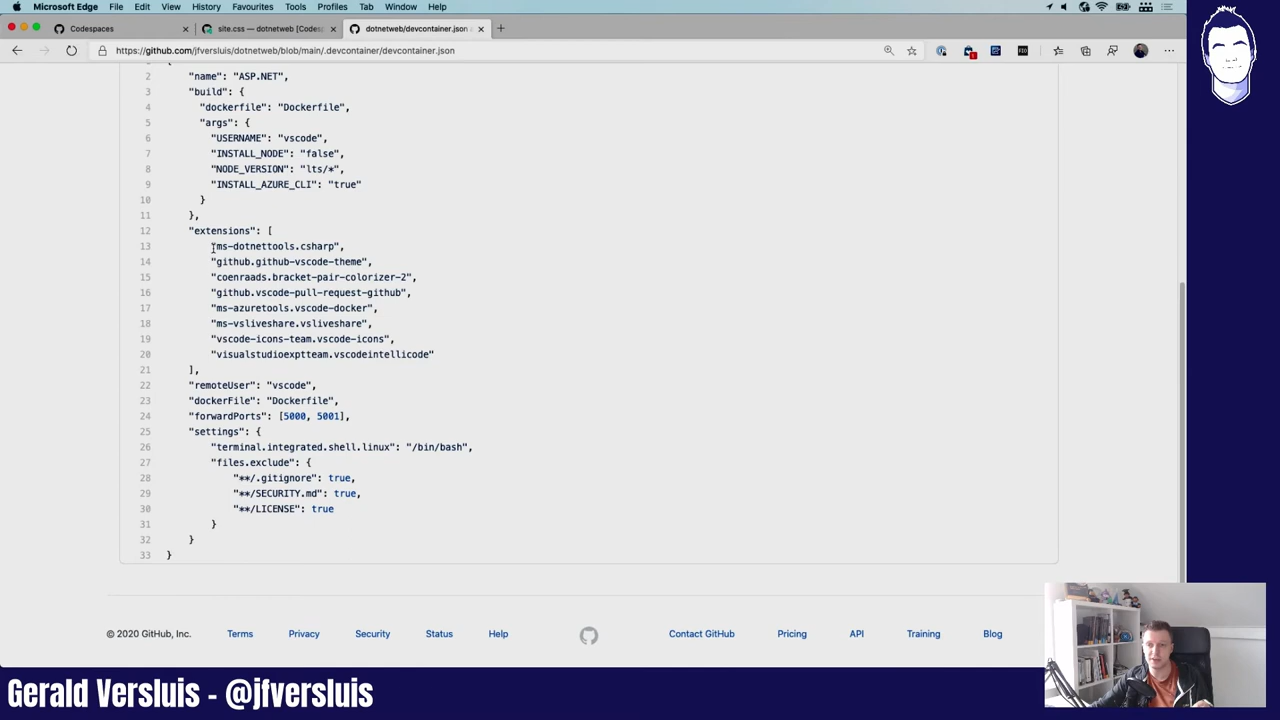 Microsoft Edge File Edit View History Favourites Tools Profiles Tab Window Help
Codespaces
site.css — dotnetweb [Codes
dotnetweb/devcontainer.json a
https://github.com/jfversluis/dotnetweb/blob/main/.devcontainer/devcontainer.json
2 "name": "ASP.NET",
3 "build": {
4 "dockerfile": "Dockerfile",
5 "args": {
6 "USERNAME": "vscode",
7 "INSTALL_NODE": "false",
8 "NODE_VERSION": "lts/*",
9 "INSTALL_AZURE_CLI": "true"
10 }
11 },
12 "extensions": [
13 "ms-dotnettools.csharp",
14 "github.github-vscode-theme",
15 "coenraads.bracket-pair-colorizer-2",
16 "github.vscode-pull-request-github",
17 "ms-azuretools.vscode-docker",
18 "ms-vsliveshare.vsliveshare",
19 "vscode-icons-team.vscode-icons",
20 "visualstudioexptteam.vscodeintellicode"
21 ],
22 "remoteUser": "vscode",
23 "dockerFile": "Dockerfile",
24 "forwardPorts": [5000, 5001],
25 "settings": {
26 "terminal.integrated.shell.linux": "/bin/bash",
27 "files.exclude": {
28 "**/.gitignore": true,
29 "**/SECURITY.md": true,
30 "**/LICENSE": true
31 }
32 }
33 }
© 2020 GitHub, Inc. Terms Privacy Security Status Help Contact GitHub Pricing API Training Blog
Gerald Versluis - @jfversluis